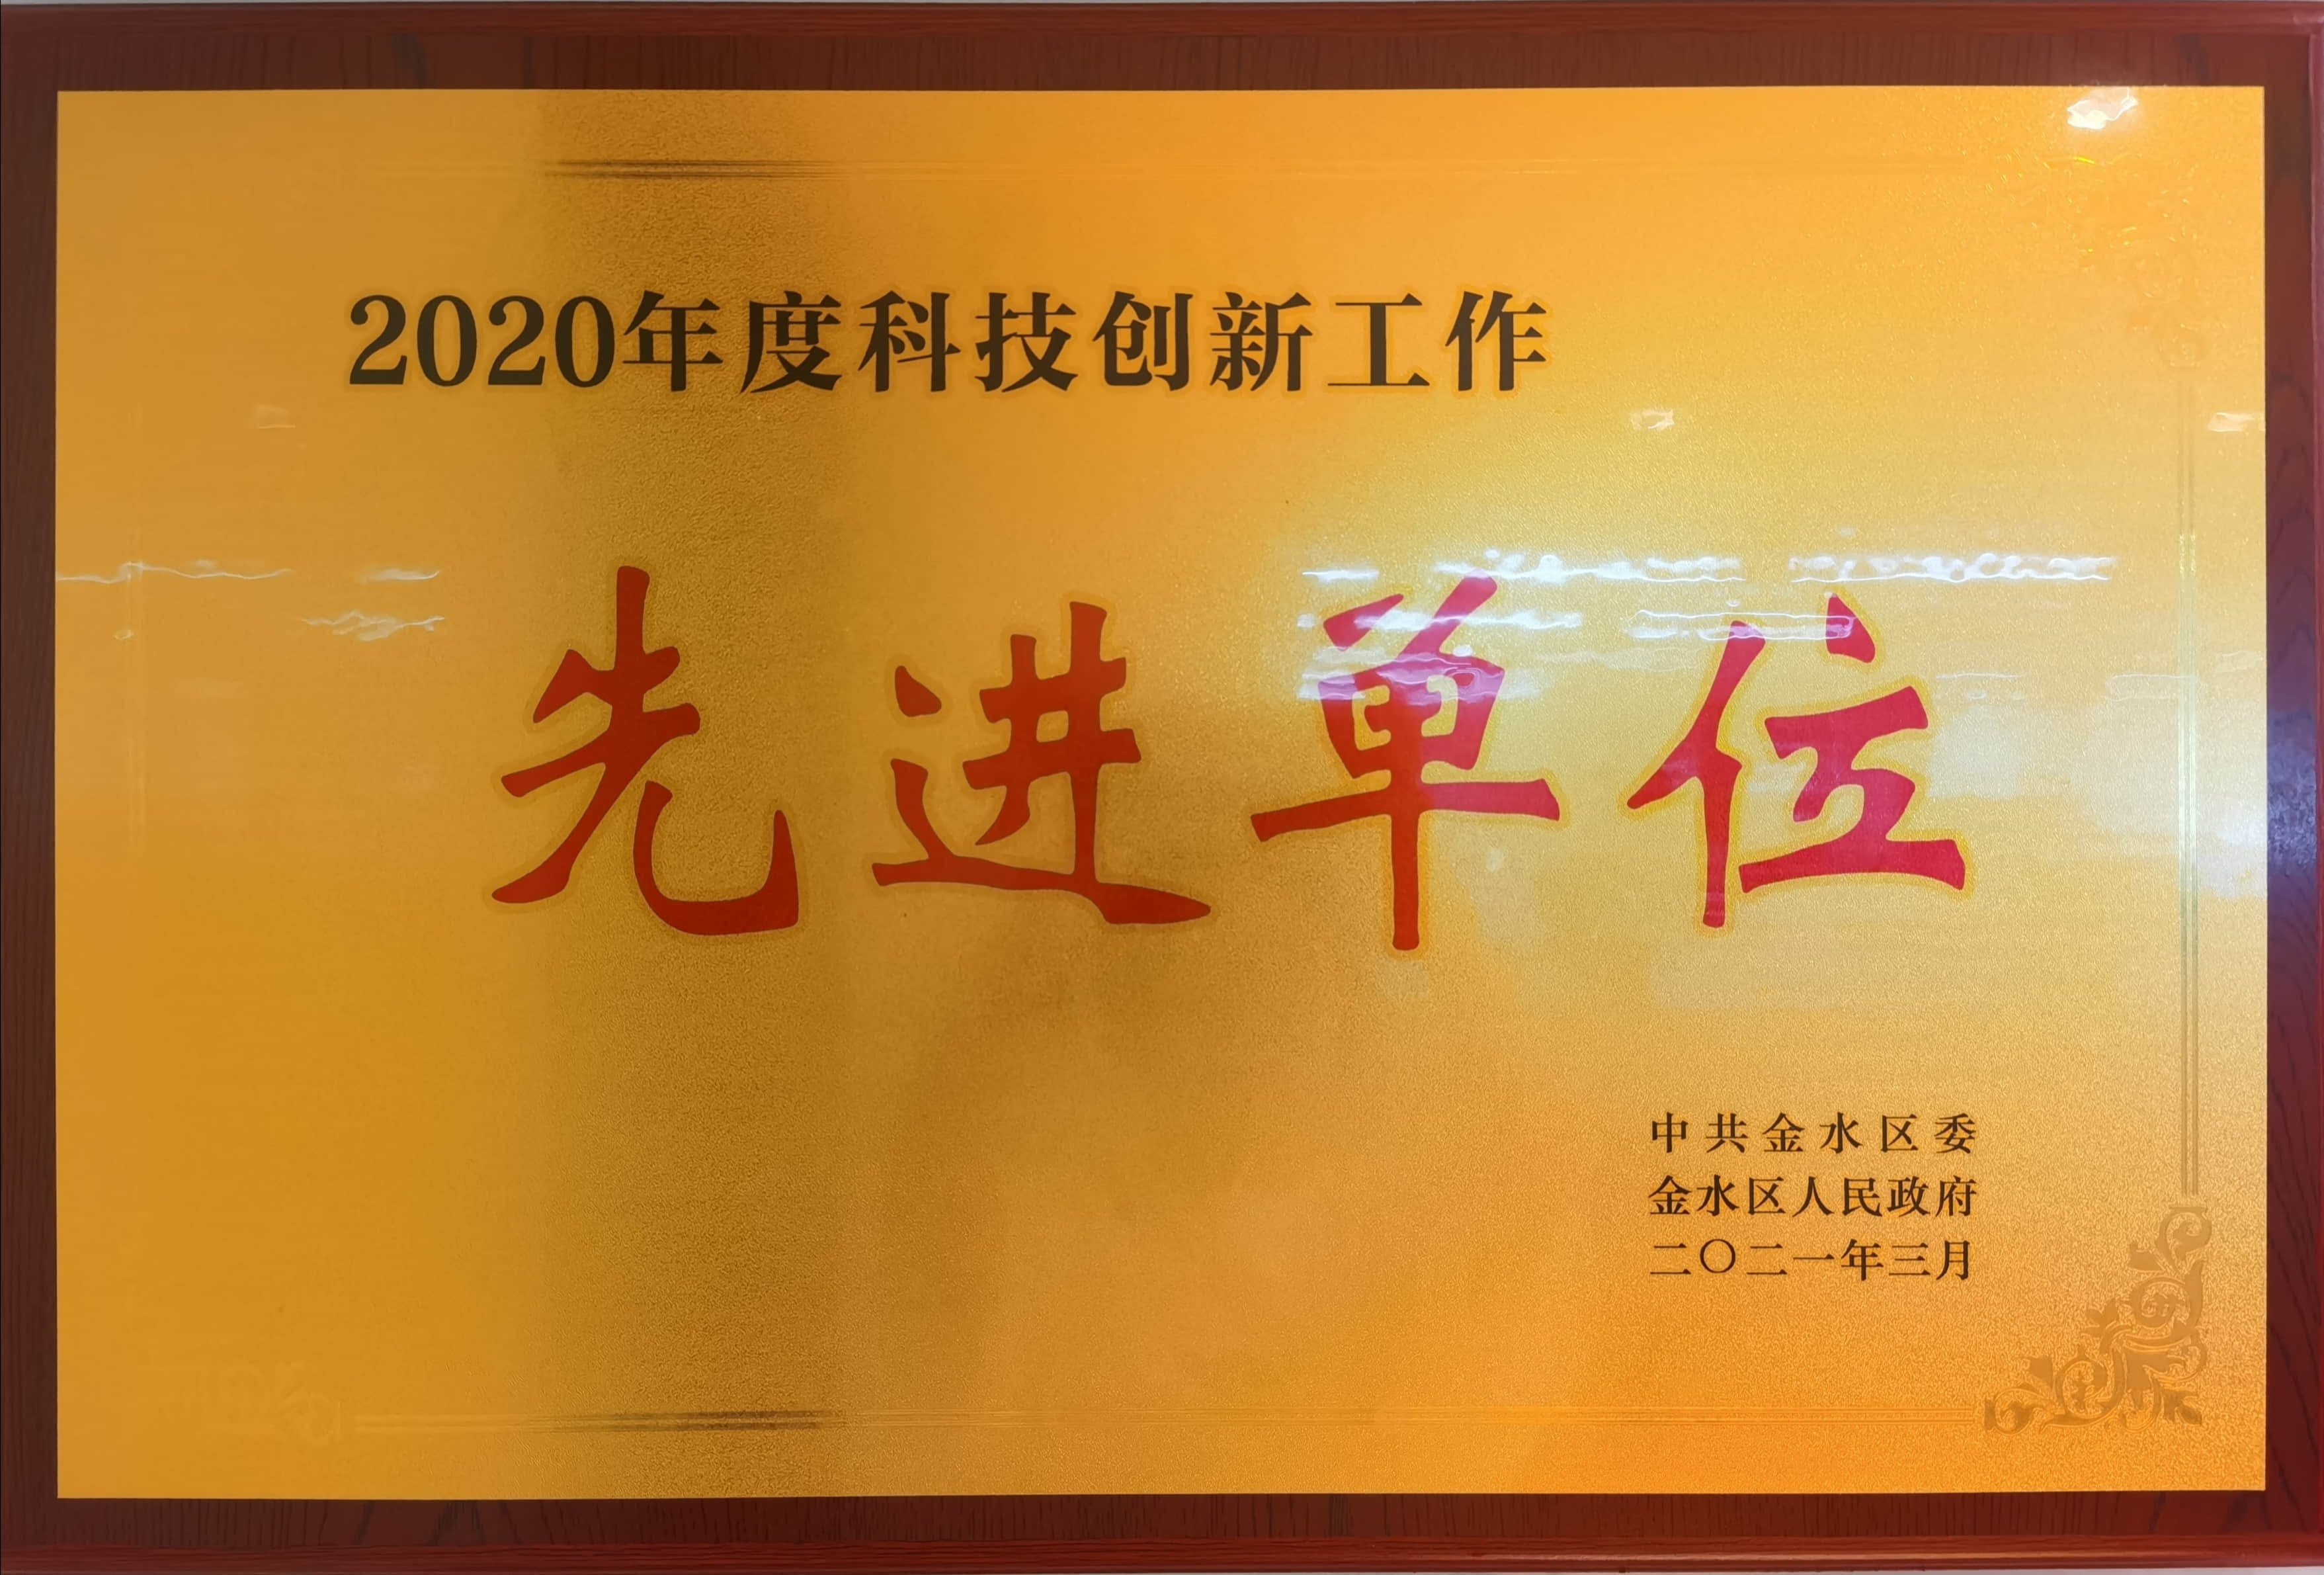 2020年度科技创新工作
先进单位
中共金水区委
金水区人民政府
二〇二一年三月